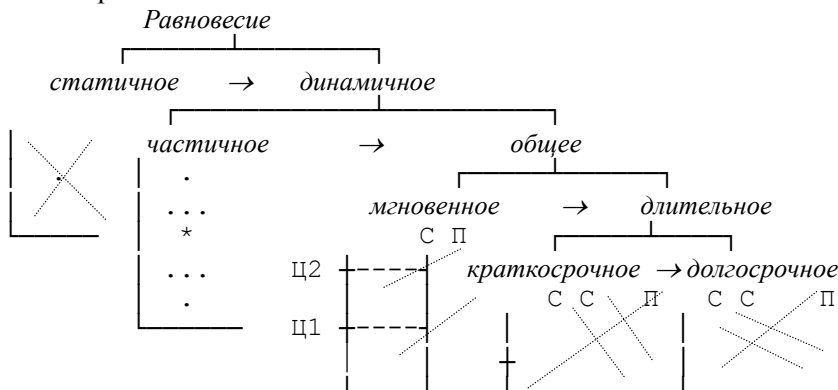 Равновесие
статичное → динамичное
частичное → общее
мгновенное → длительное
С П
Ц2 краткосрочное → долгосрочное
С С П С С П
Ц1